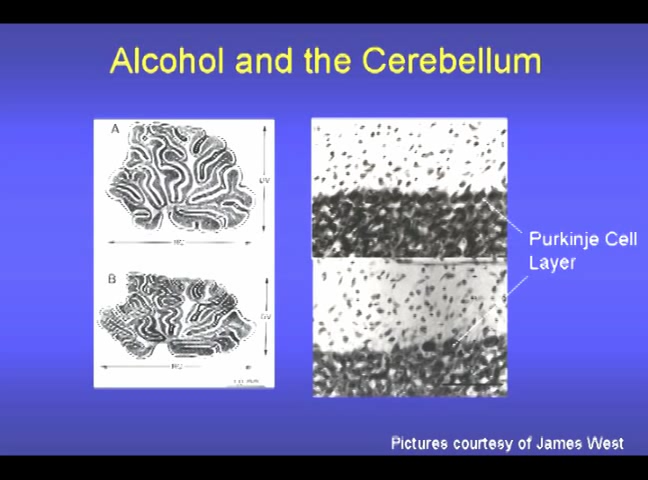 Alcohol and the Cerebellum
A
B
Purkinje Cell
Layer
Pictures courtesy of James West